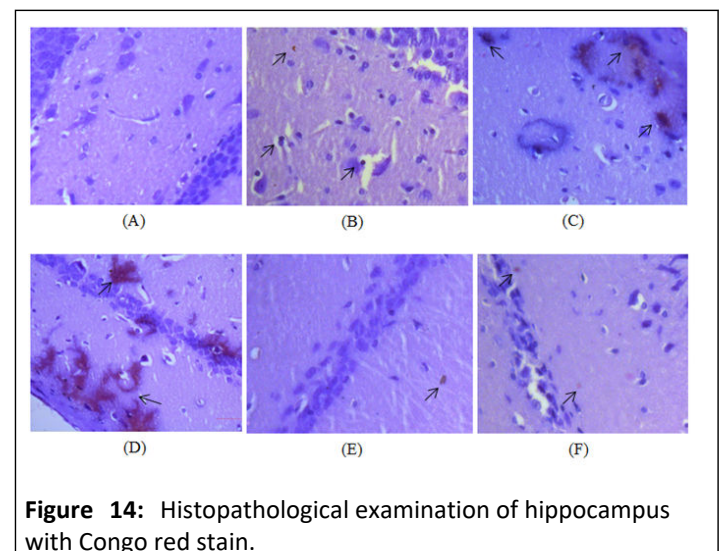 (A)
(B)
(C)
(D)
(E)
(F)
Figure 14: Histopathological examination of hippocampus
with Congo red stain.